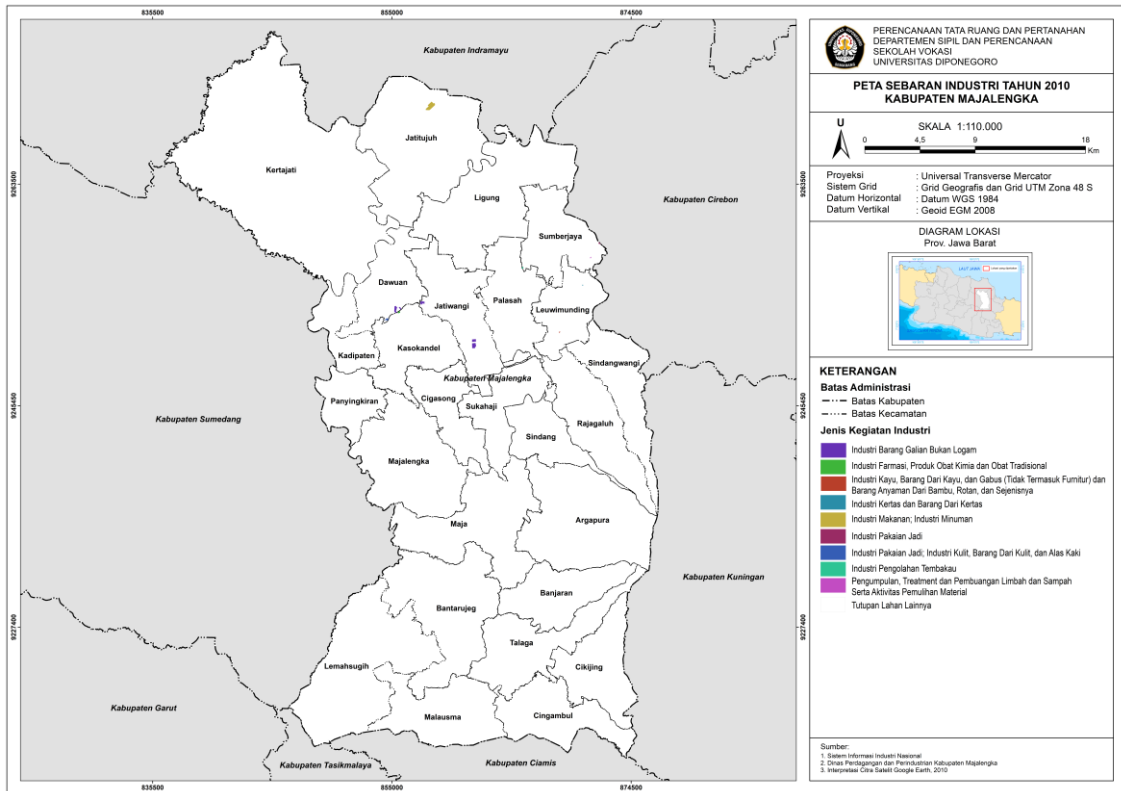 835500
855000
874500
9263500
9245450
9227400
9263500
9245450
9227400
835500
855000
874500
Kabupaten Indramayu
Kabupaten Cirebon
Kabupaten Sumedang
Kabupaten Majalengka
Kabupaten Kuningan
Kabupaten Garut
Kabupaten Tasikmalaya
Kabupaten Ciamis
Jatitujuh
Kertajati
Ligung
Sumberjaya
Dawuan
Jatiwangi
Palasah
Leuwimunding
Kadipaten
Kasokandel
Sindangwangi
Panyingkiran
Cigasong
Sukahaji
Rajagaluh
Sindang
Majalengka
Maja
Argapura
Banjaran
Bantarujeg
Talaga
Lemahsugih
Cikijing
Malausma
Cingambul
PERENCANAAN TATA RUANG DAN PERTANAHAN
DEPARTEMEN SIPIL DAN PERENCANAAN
SEKOLAH VOKASI
UNIVERSITAS DIPONEGORO
PETA SEBARAN INDUSTRI TAHUN 2010
KABUPATEN MAJALENGKA
U
SKALA 1:110.000
0 4,5 9 18
Km
Proyeksi : Universal Transverse Mercator
Sistem Grid : Grid Geografis dan Grid UTM Zona 48 S
Datum Horizontal : Datum WGS 1984
Datum Vertikal : Geoid EGM 2008
DIAGRAM LOKASI
Prov. Jawa Barat
LAUT JAWA
KETERANGAN
Batas Administrasi
Batas Kabupaten
Batas Kecamatan
Jenis Kegiatan Industri
Industri Barang Galian Bukan Logam
Industri Farmasi, Produk Obat Kimia dan Obat Tradisional
Industri Kayu, Barang Dari Kayu, dan Gabus (Tidak Termasuk Furnitur) dan
Barang Anyaman Dari Bambu, Rotan, dan Sejenisnya
Industri Kertas dan Barang Dari Kertas
Industri Makanan; Industri Minuman
Industri Pakaian Jadi
Industri Pakaian Jadi; Industri Kulit, Barang Dari Kulit, dan Alas Kaki
Industri Pengolahan Tembakau
Pengumpulan, Treatment dan Pembuangan Limbah dan Sampah
Serta Aktivitas Pemulihan Material
Tutupan Lahan Lainnya
Sumber:
1. Sistem Informasi Industri Nasional
2. Dinas Perdagangan dan Perindustrian Kabupaten Majalengka
3. Interpretasi Citra Satelit Google Earth, 2010